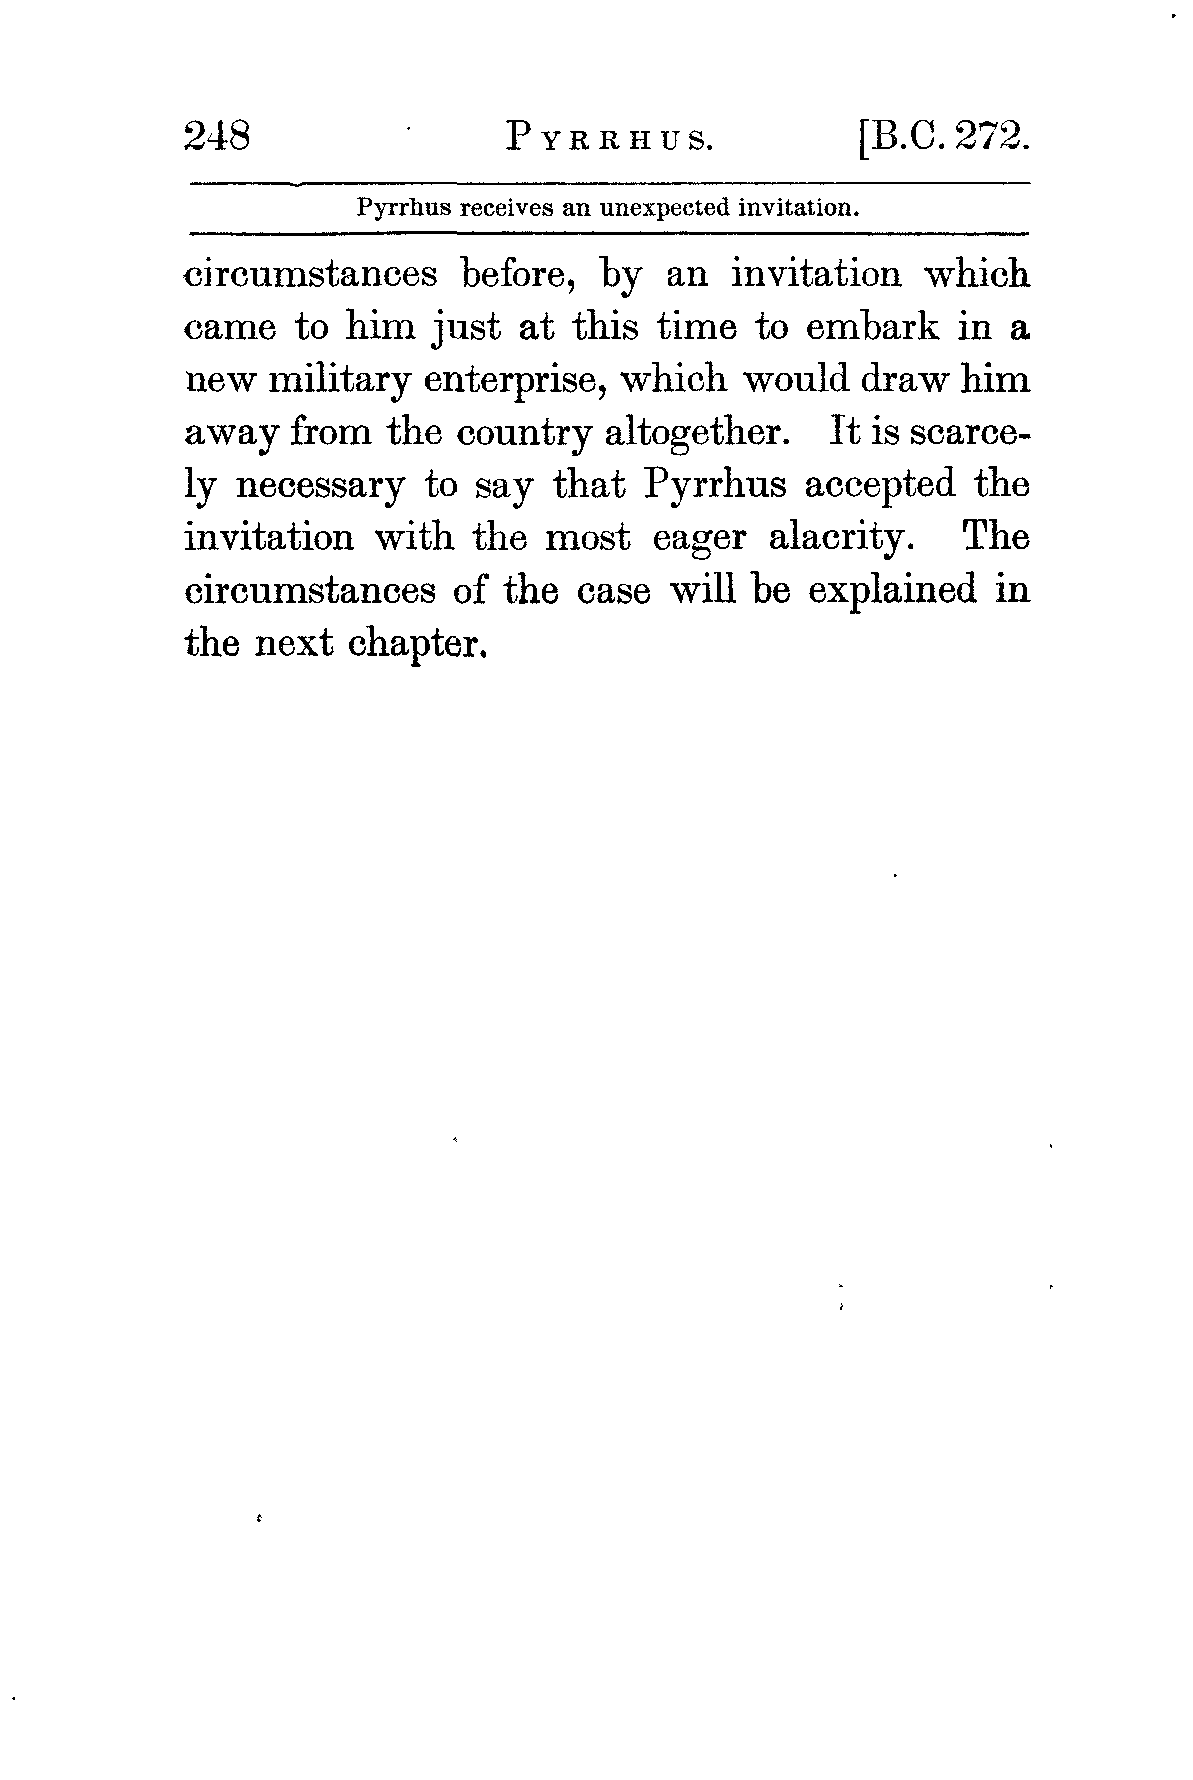 248 PYRRHUS. [B.C. 272.
Pyrrhus receives an unexpected invitation.
circumstances before, by an invitation which
came to him just at this time to embark in a
new military enterprise, which would draw him
away from the country altogether. It is scarce-
ly necessary to say that Pyrrhus accepted the
invitation with the most eager alacrity. The
circumstances of the case will be explained in
the next chapter.